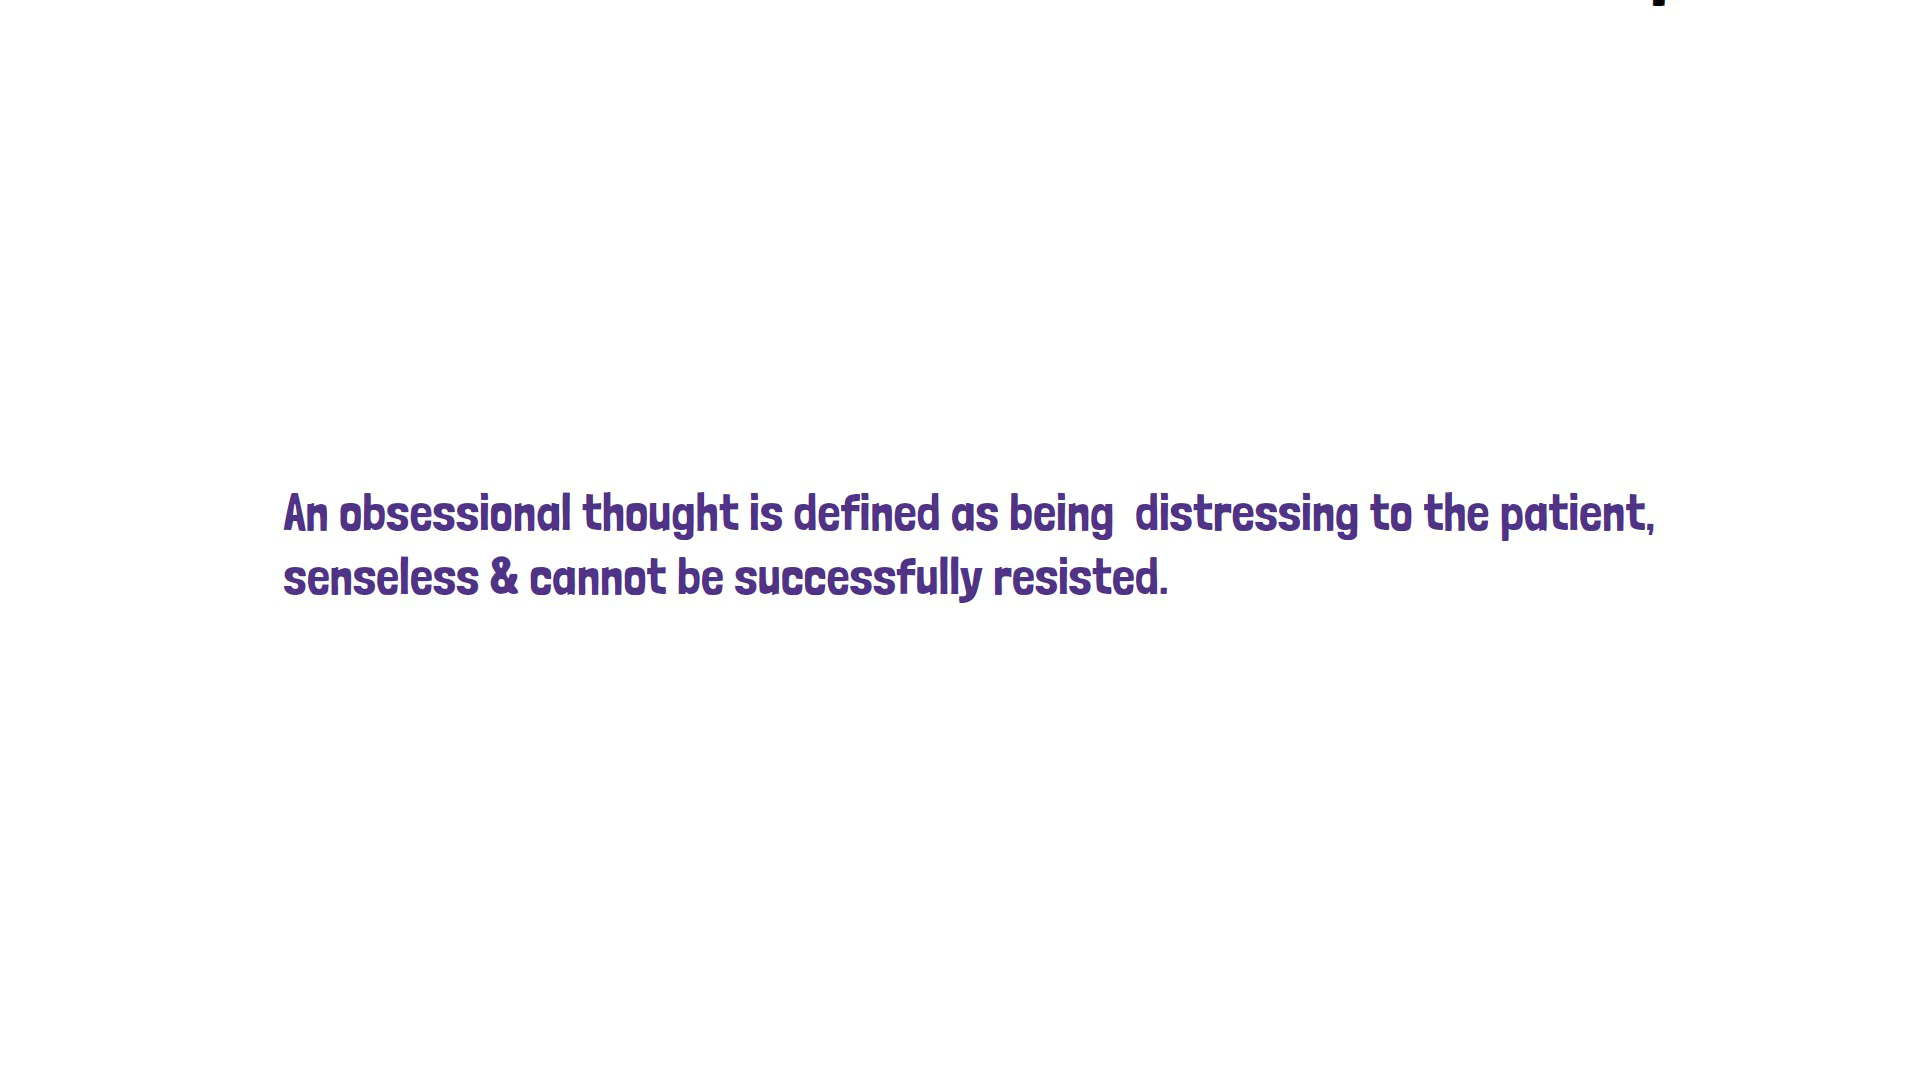 An obsessional thought is defined as being  distressing to the patient,
senseless & cannot be successfully resisted.